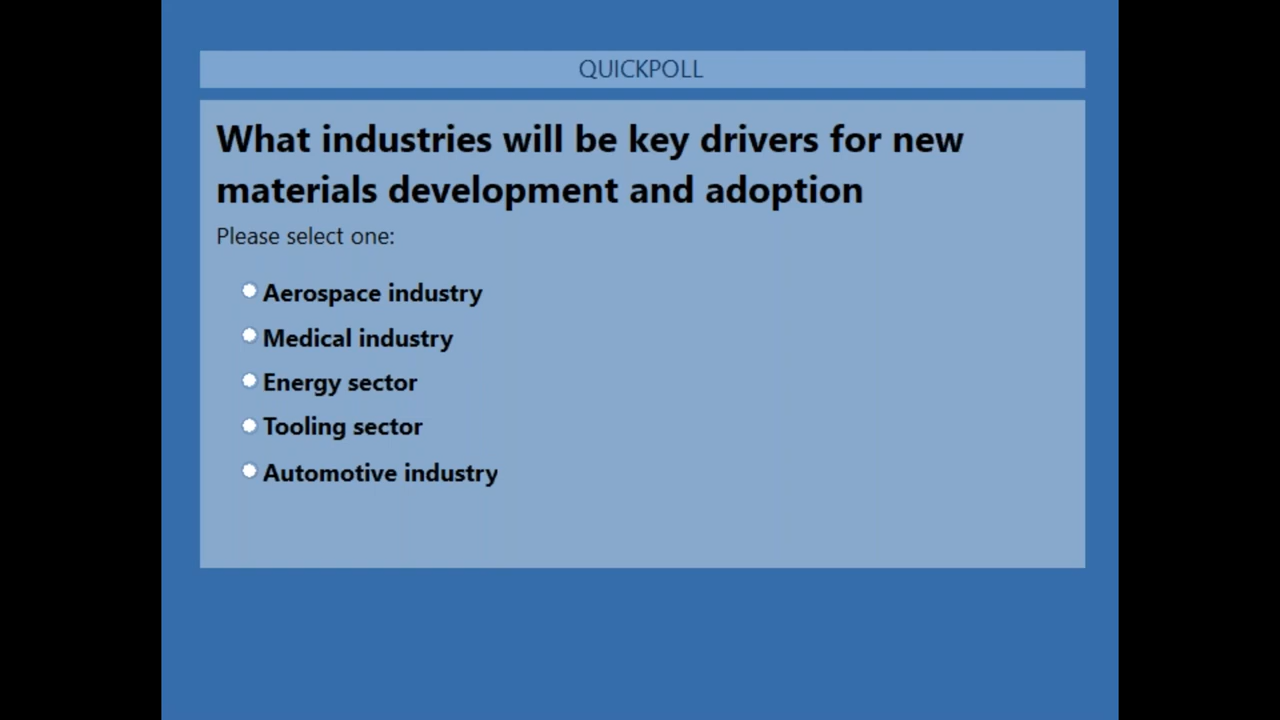 QUICKPOLL
What industries will be key drivers for new
materials development and adoption
Please select one:
Aerospace industry
Medical industry
Energy sector
Tooling sector
Automotive industry